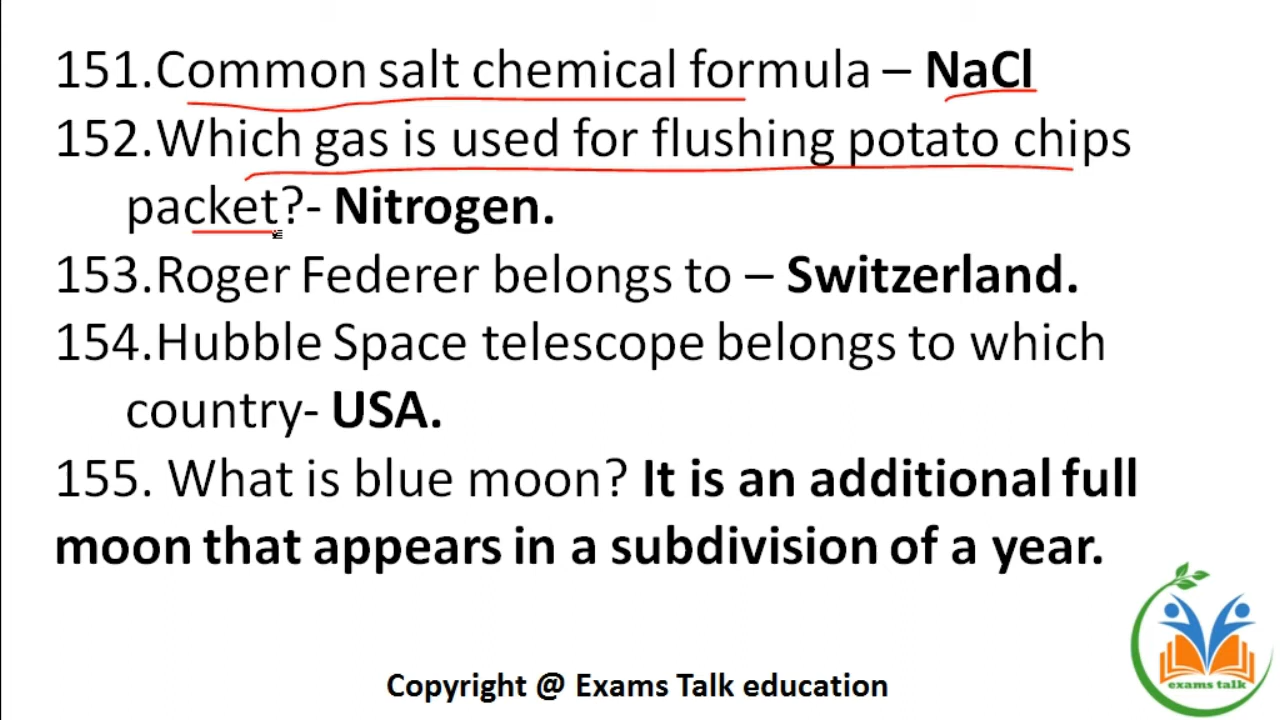 151.Common salt chemical formula – NaCl
152.Which gas is used for flushing potato chips
packet?- Nitrogen.
153.Roger Federer belongs to – Switzerland.
154.Hubble Space telescope belongs to which
country- USA.
155. What is blue moon? It is an additional full
moon that appears in a subdivision of a year.
exams talk
Copyright @ Exams Talk education